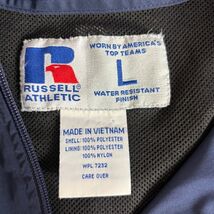 WORN BY AMERICA'S
TOP TEAMS
R
L
RUSSELL
ATHLETIC
WATER RESISTANT
FINISH
MADE IN VIETNAM
SHELL: 100% POLYESTER
LINING: 100% POLYESTER
100% NYLON
WPL 7232
CARE OVER